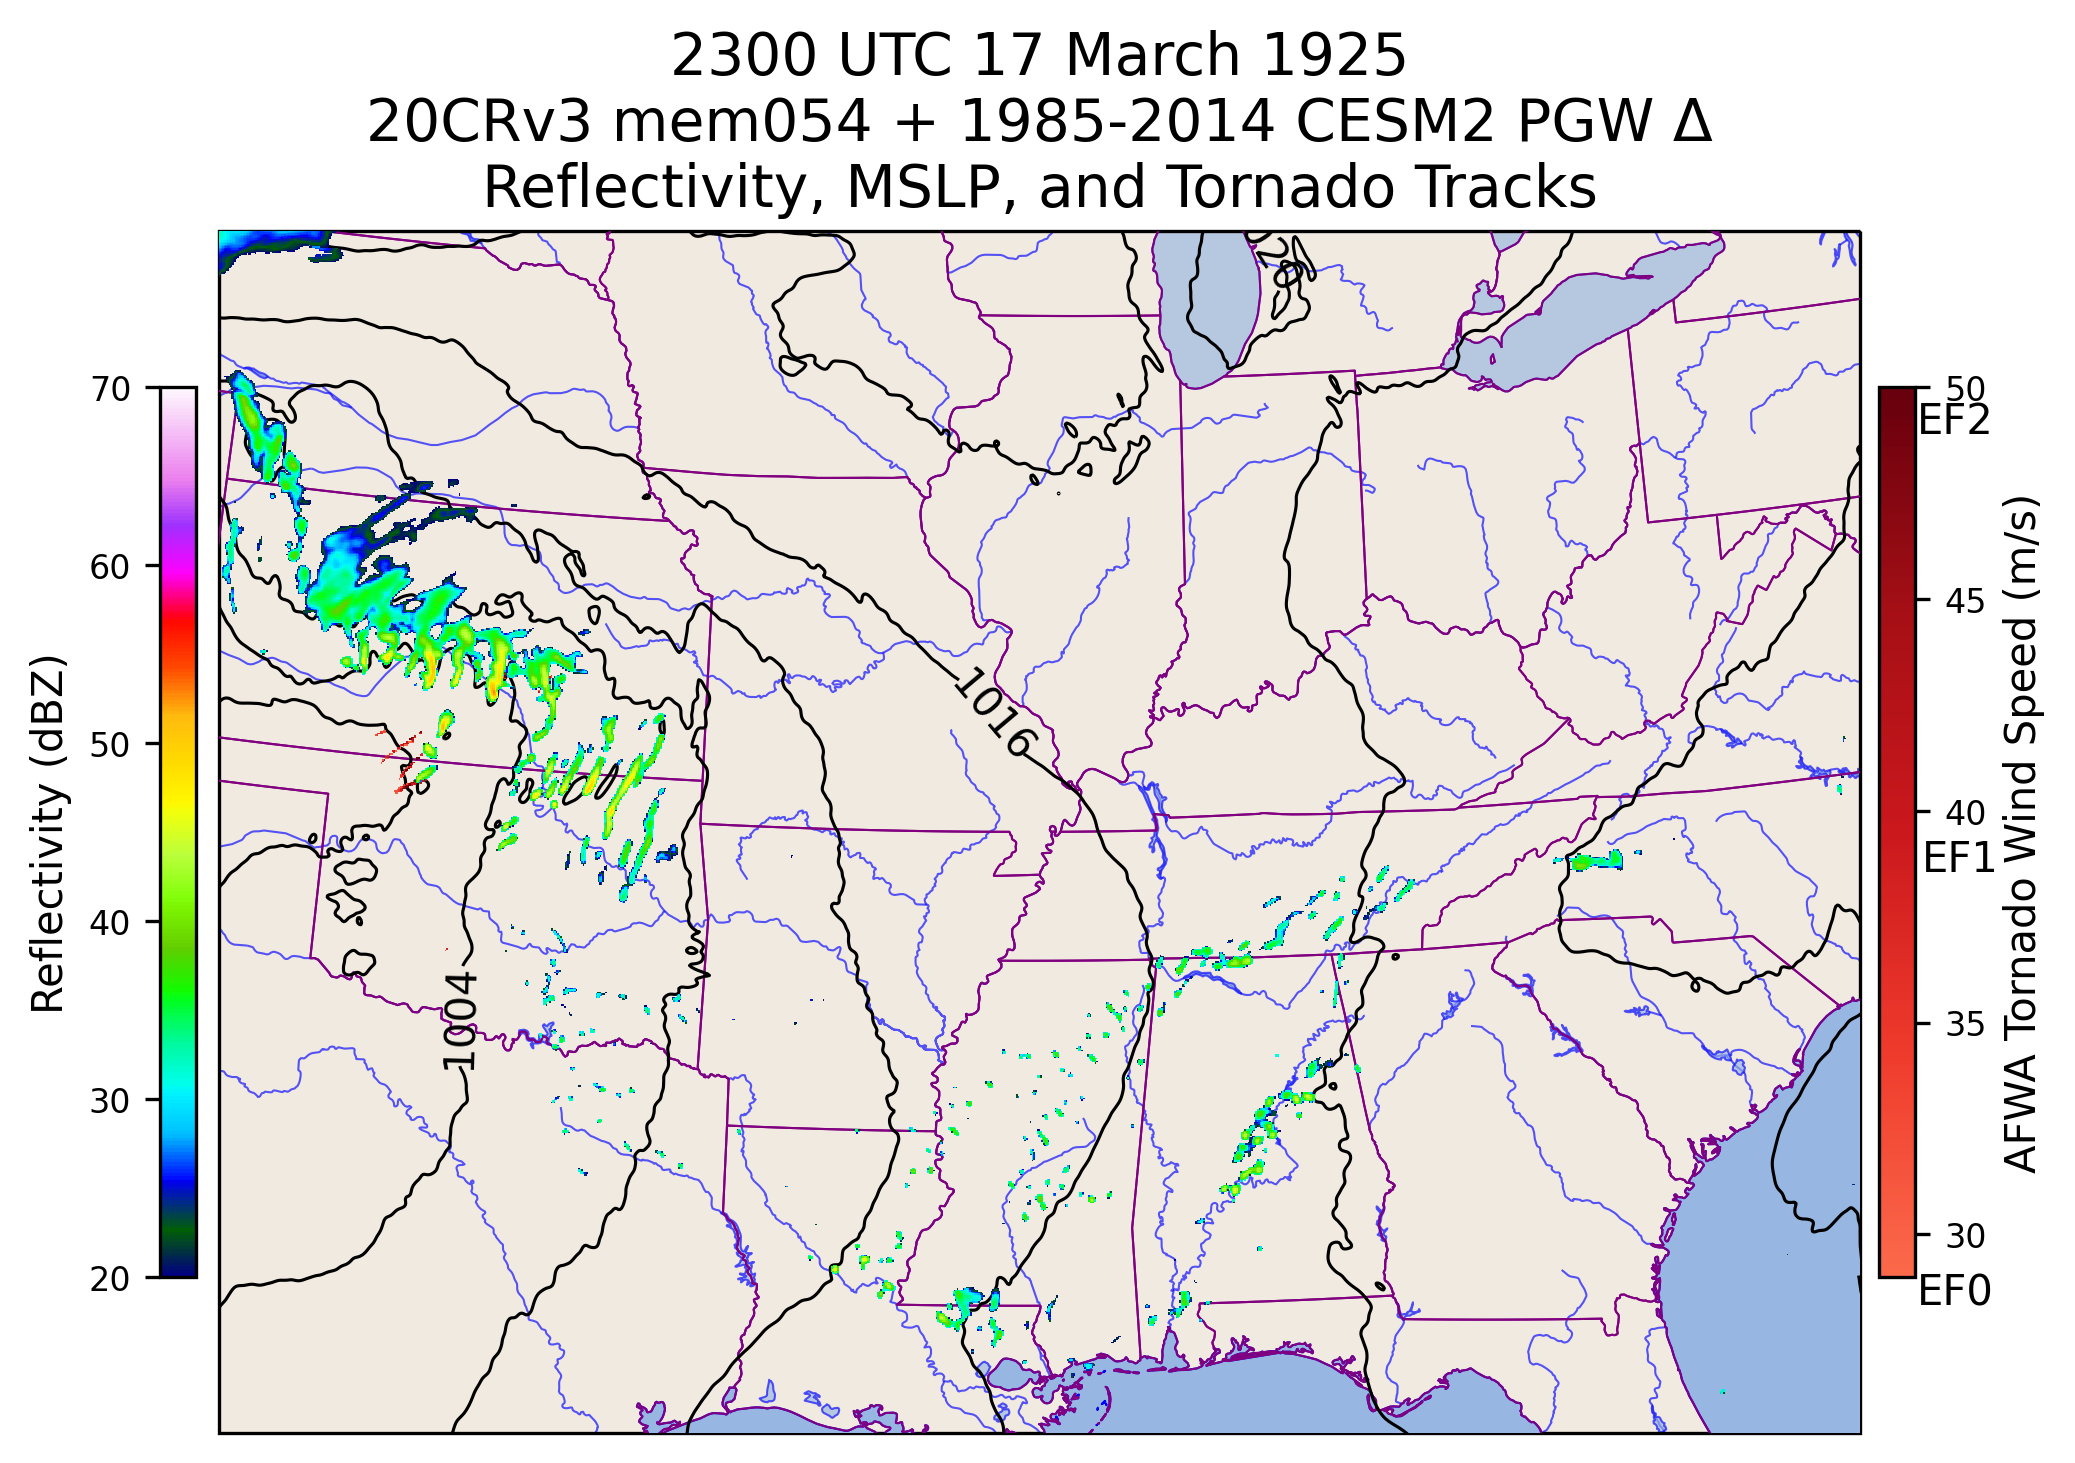 2300 UTC 17 March 1925
20CRv3 mem054 + 1985-2014 CESM2 PGW Δ
Reflectivity, MSLP, and Tornado Tracks
70
60
50
40
30
20
Reflectivity (dBZ)
1016
1004
50
EF2
45
40
EF1
35
30
EF0
AFWA Tornado Wind Speed (m/s)